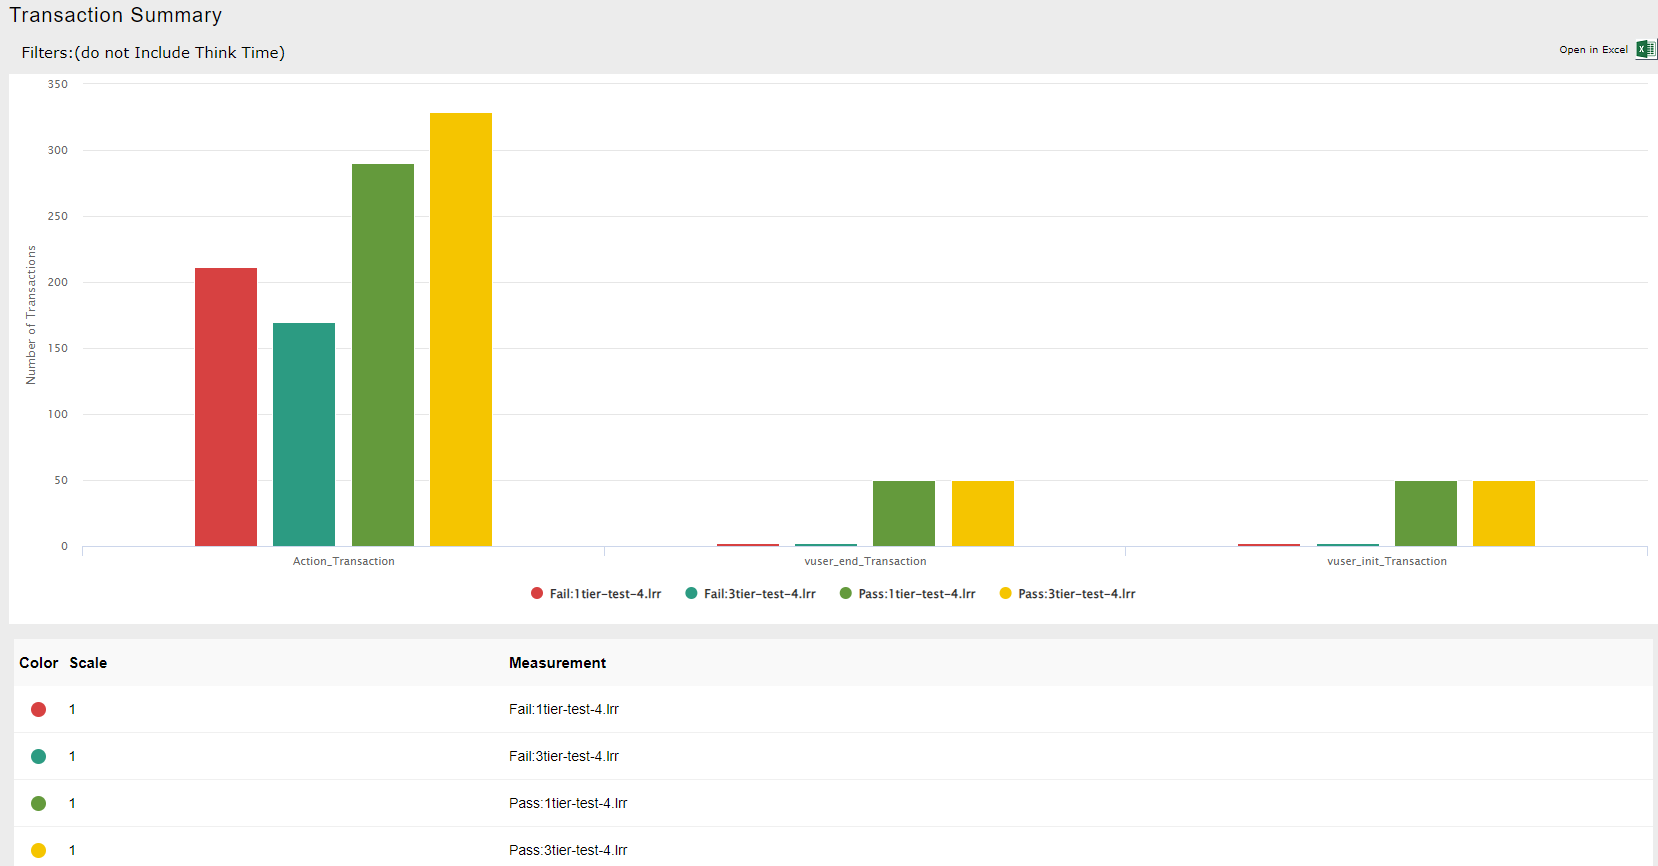 Transaction Summary
Filters:(do not Include Think Time)
Open in Excel
350
300
250
200
150
100
50
0
Number of Transactions
Action_Transaction
vuser_end_Transaction
vuser_init_Transaction
Fail:1tier-test-4.lrr
Fail:3tier-test-4.lrr
Pass:1tier-test-4.lrr
Pass:3tier-test-4.lrr
Color Scale Measurement
1 Fail:1tier-test-4.lrr
1 Fail:3tier-test-4.lrr
1 Pass:1tier-test-4.lrr
1 Pass:3tier-test-4.lrr